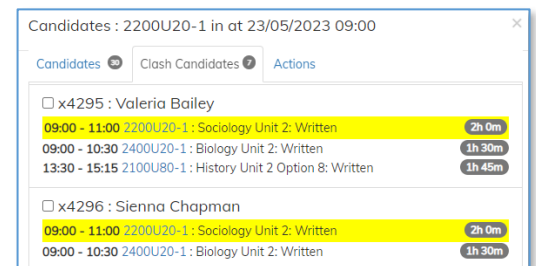 Candidates : 2200U20-1 in at 23/05/2023 09:00 ×
Candidates 30 Clash Candidates 7 Actions
x4295 : Valeria Bailey
09:00 - 11:00 2200U20-1 : Sociology Unit 2: Written 2h 0m
09:00 - 10:30 2400U20-1 : Biology Unit 2: Written 1h 30m
13:30 - 15:15 2100U80-1 : History Unit 2 Option 8: Written 1h 45m
x4296 : Sienna Chapman
09:00 - 11:00 2200U20-1 : Sociology Unit 2: Written 2h 0m
09:00 - 10:30 2400U20-1 : Biology Unit 2: Written 1h 30m